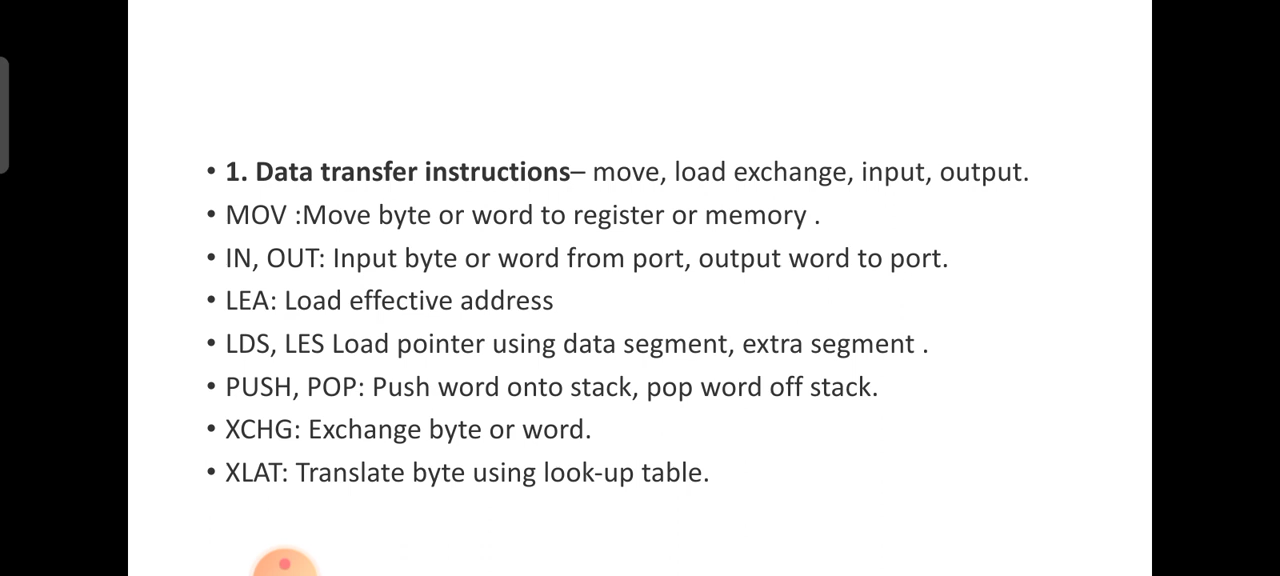 • 1. Data transfer instructions– move, load exchange, input, output.
• MOV :Move byte or word to register or memory .
• IN, OUT: Input byte or word from port, output word to port.
• LEA: Load effective address
• LDS, LES Load pointer using data segment, extra segment .
• PUSH, POP: Push word onto stack, pop word off stack.
• XCHG: Exchange byte or word.
• XLAT: Translate byte using look-up table.